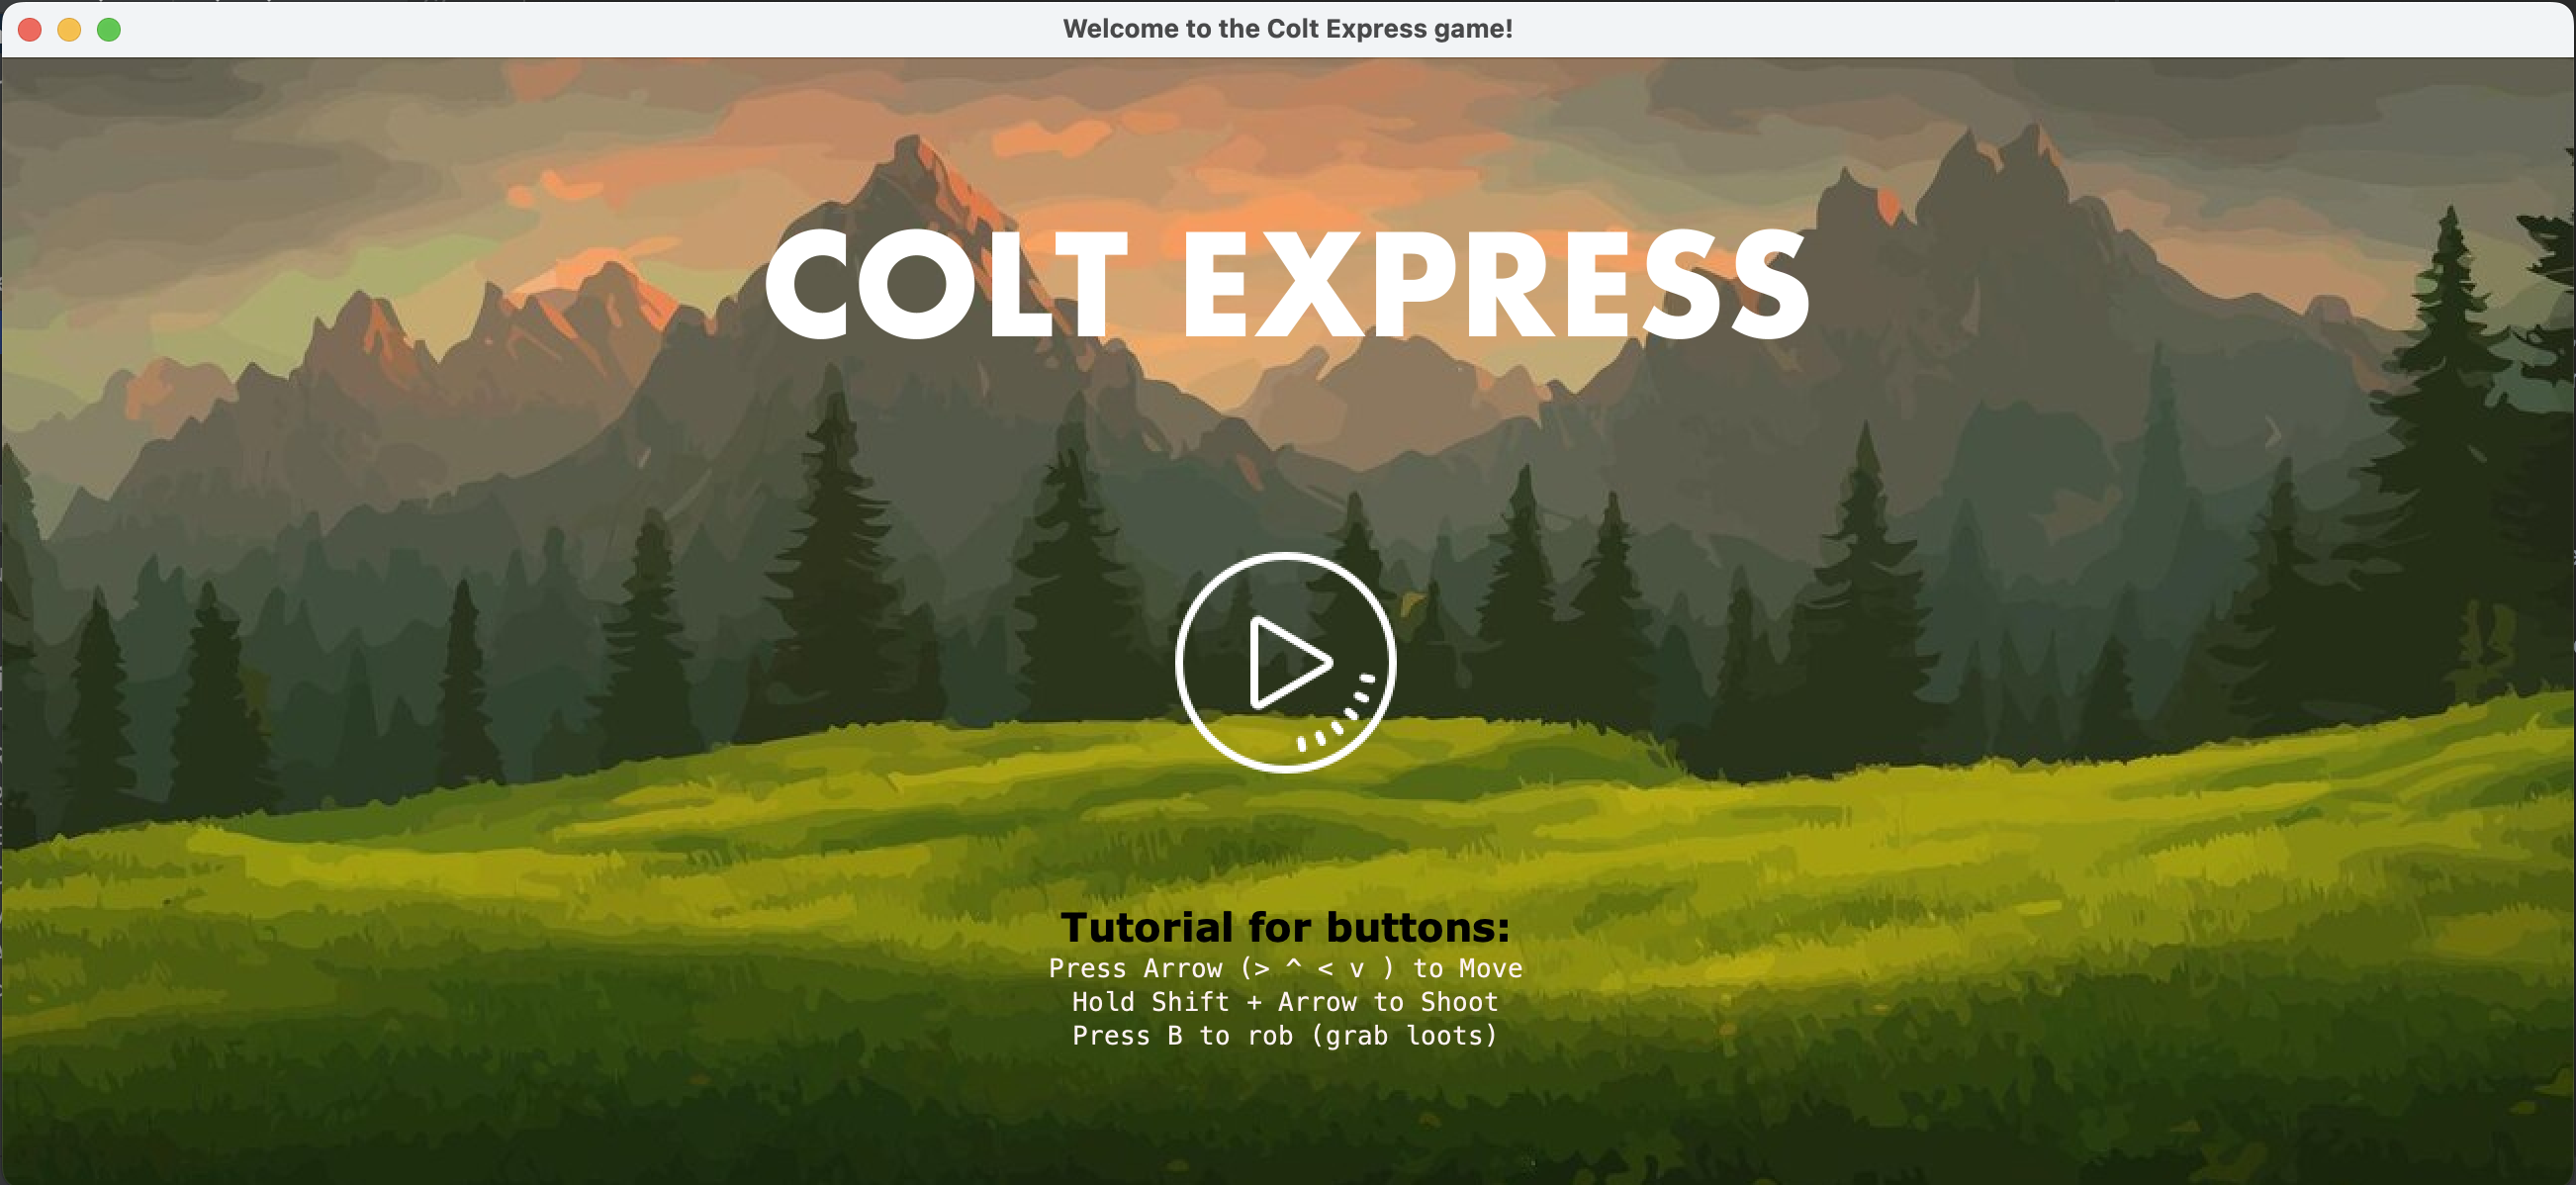 Welcome to the Colt Express game!
COLT EXPRESS
Tutorial for buttons:
Press Arrow (> ^ < v ) to Move
Hold Shift + Arrow to Shoot
Press B to rob (grab loots)